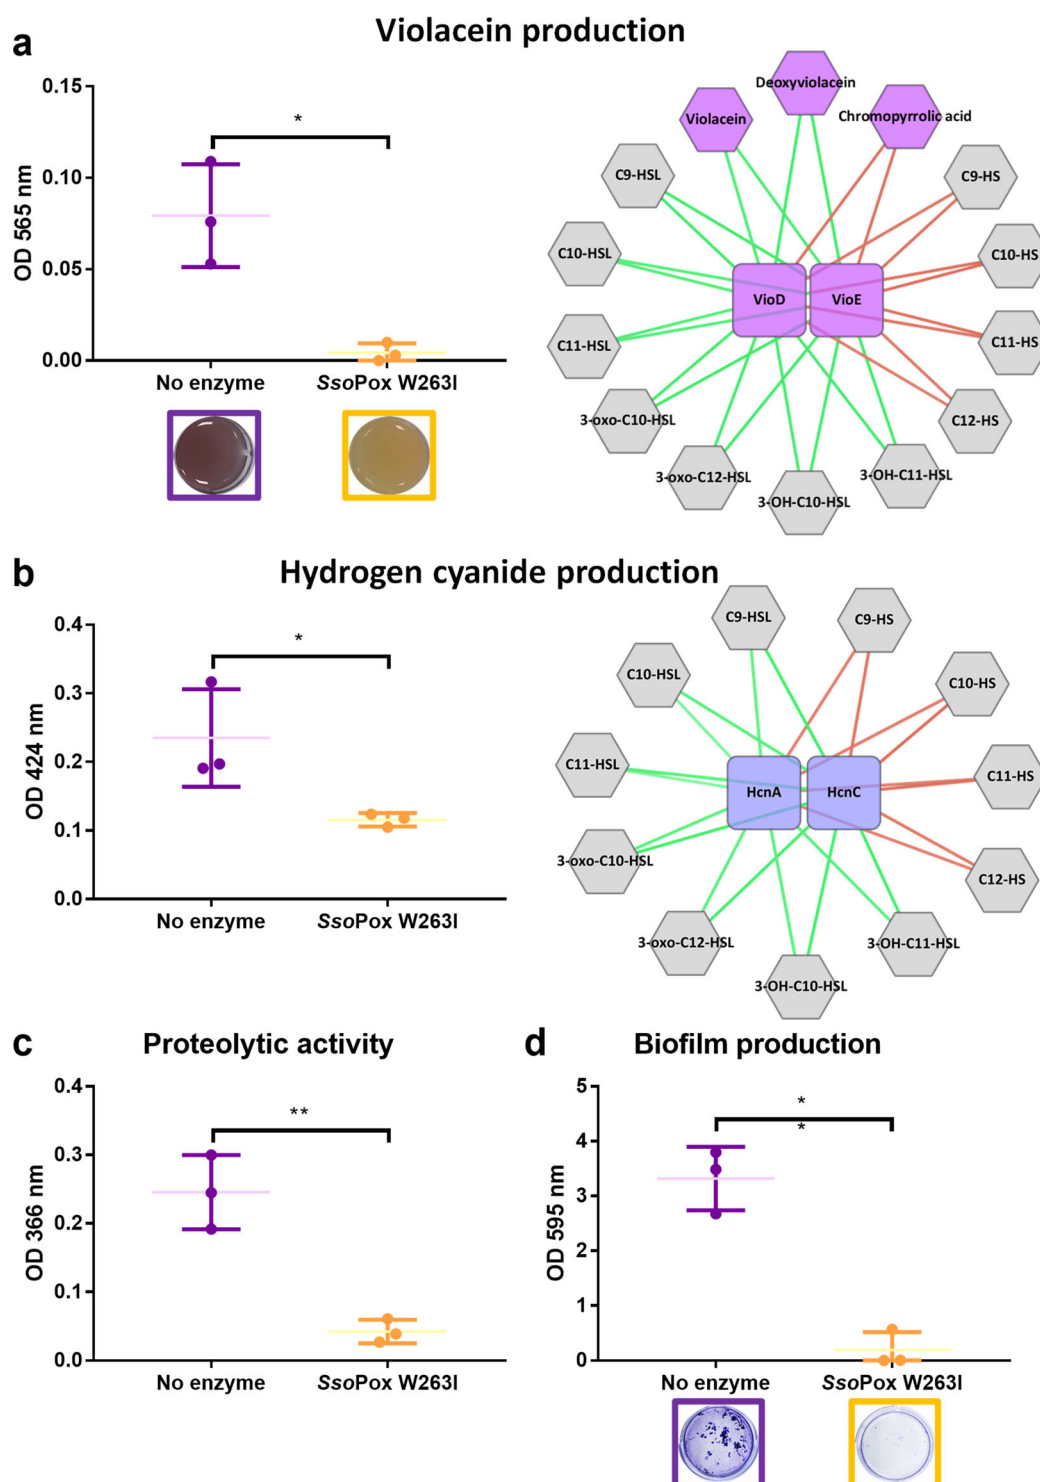 a
Violacein production
0.15
0.10
0.05
0.00
OD 565 nm
*
No enzyme
SsoPox W263I
Deoxyviolacein
Violacein
Chromopyrrolic acid
C9-HSL
C9-HS
C10-HSL
C10-HS
VioD
VioE
C11-HSL
C11-HS
3-oxo-C10-HSL
C12-HS
3-oxo-C12-HSL
3-OH-C11-HSL
3-OH-C10-HSL
b
Hydrogen cyanide production
0.4
0.3
0.2
0.1
0.0
OD 424 nm
*
No enzyme
SsoPox W263I
C9-HSL
C9-HS
C10-HSL
C10-HS
C11-HSL
C11-HS
HcnA
HcnC
3-oxo-C10-HSL
C12-HS
3-oxo-C12-HSL
3-OH-C11-HSL
3-OH-C10-HSL
c
Proteolytic activity
0.4
0.3
0.2
0.1
0.0
OD 366 nm
**
No enzyme
SsoPox W263I
d
Biofilm production
5
4
3
2
1
0
OD 595 nm
*
*
No enzyme
SsoPox W263I